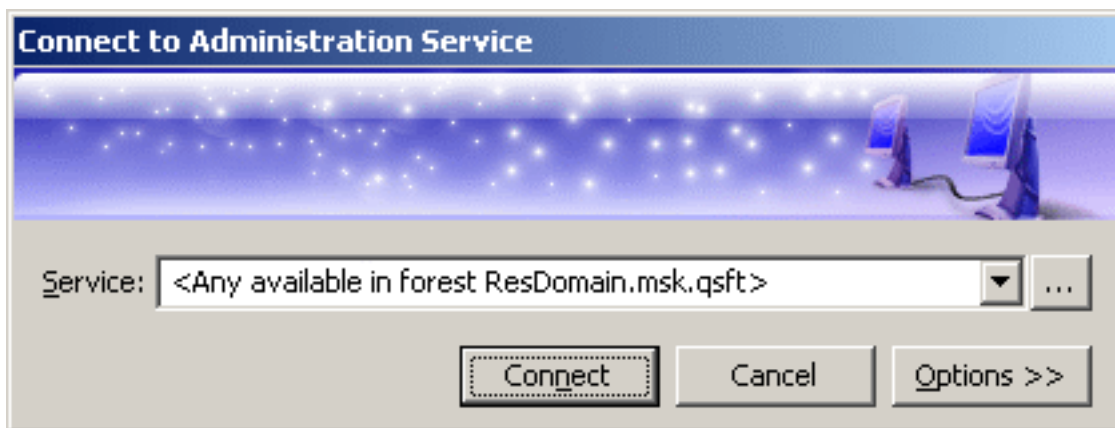 Connect to Administration Service
Service: <Any available in forest ResDomain.msk.qsft> ...
Connect Cancel Options >>